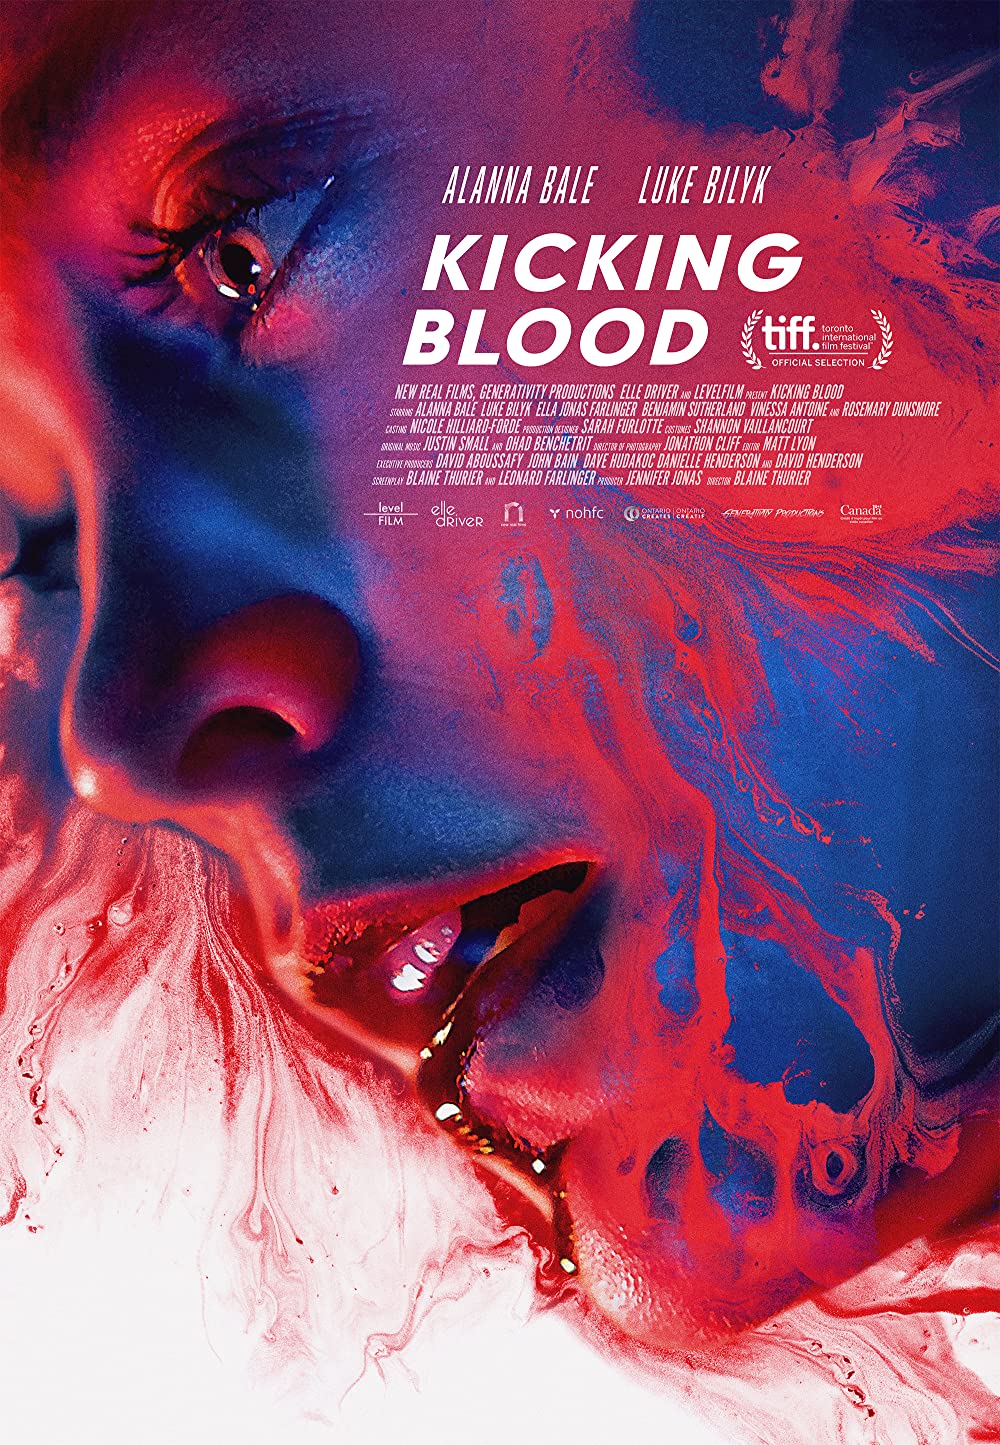 ALANNA BALE LUKE BILYK
KICKING
BLOOD
tiff. toronto international film festival
OFFICIAL SELECTION
NEW REAL FILMS, GENERATIVITY PRODUCTIONS ELLE DRIVER AND LEVELFILM PRESENT KICKING BLOOD
STARRING ALANNA BALE LUKE BILYK ELLA JONAS FARLINGER BENJAMIN SUTHERLAND VINESSA ANTOINE AND ROSEMARY DUNSMORE
CASTING NICOLE HILLIARD-FORDE PRODUCTION DESIGNER SARAH FURLOTTE COSTUMES SHANNON VAILLANCOURT
ORIGINAL MUSIC JUSTIN SMALL AND OHAD BENCHETRIT DIRECTOR OF PHOTOGRAPHY JONATHON CLIFF EDITOR MATT LYON
EXECUTIVE PRODUCERS DAVID ABOUSSAFY JOHN BAIN DAVE HUDAKOC DANIELLE HENDERSON AND DAVID HENDERSON
SCREENPLAY BLAINE THURIER AND LEONARD FARLINGER PRODUCER JENNIFER JONAS DIRECTOR BLAINE THURIER
level FILM elle DRIVER new real films nohfc ONTARIO CREATES ONTARIO CRÉATIF GENERATIVITY PRODUCTIONS Canada